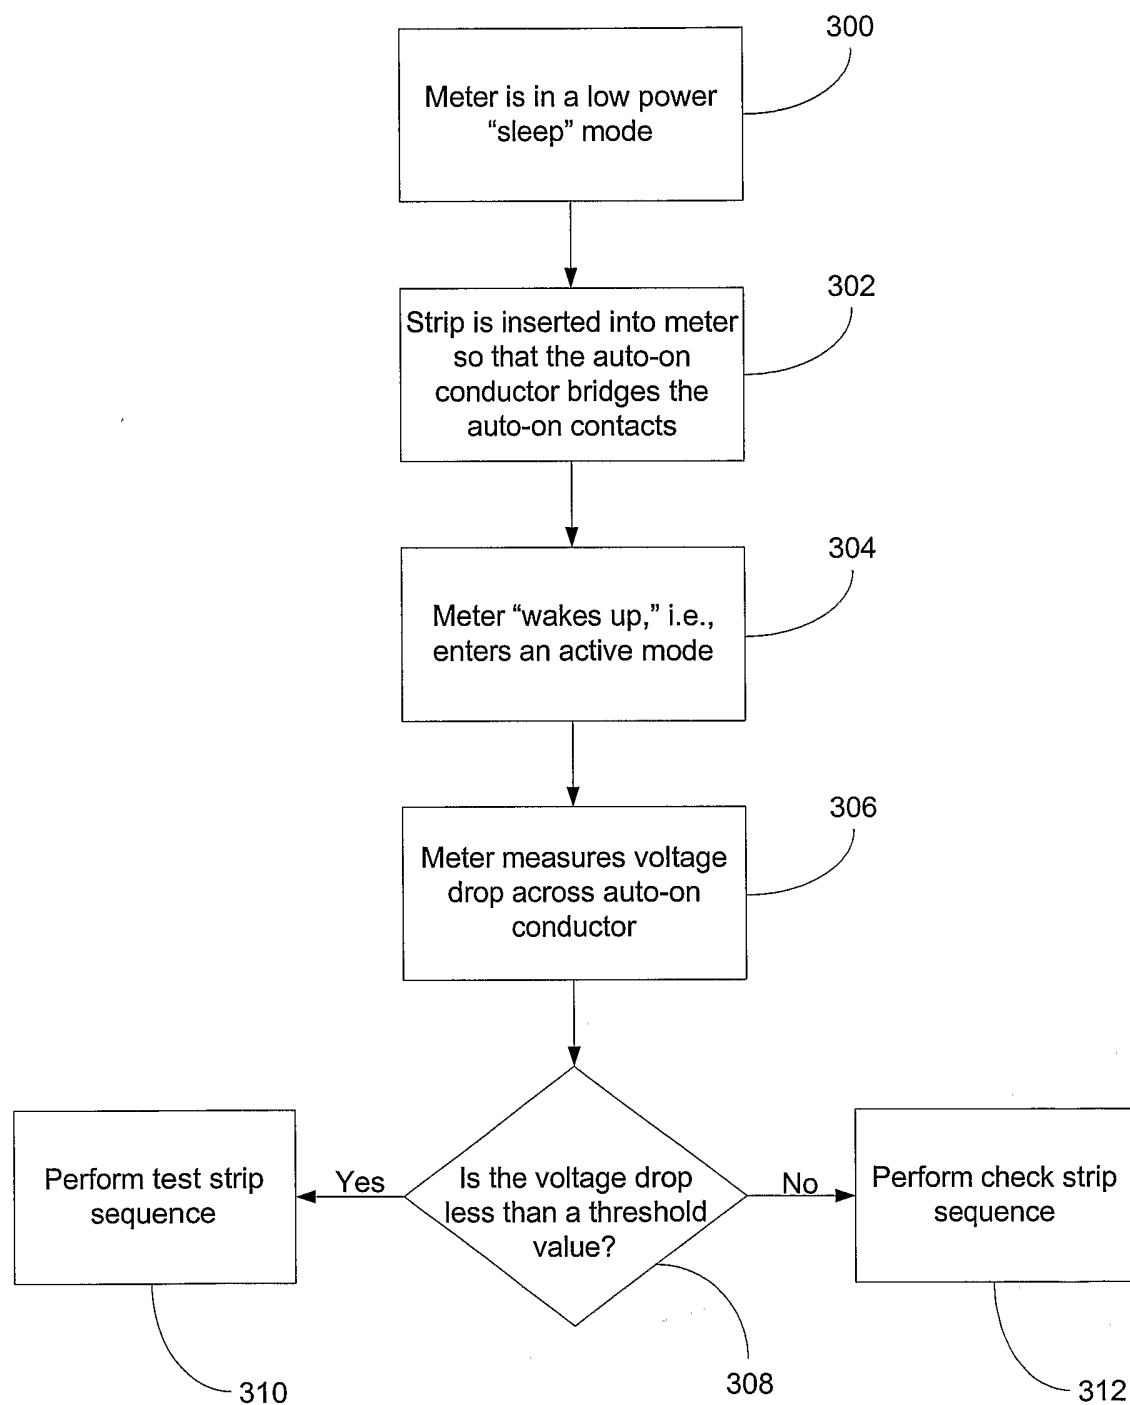 300
Meter is in a low power
“sleep” mode
302
Strip is inserted into meter
so that the auto-on
conductor bridges the
auto-on contacts
304
Meter “wakes up,” i.e.,
enters an active mode
306
Meter measures voltage
drop across auto-on
conductor
Perform test strip
sequence
Yes
Is the voltage drop
less than a threshold
value?
No
Perform check strip
sequence
310
308
312